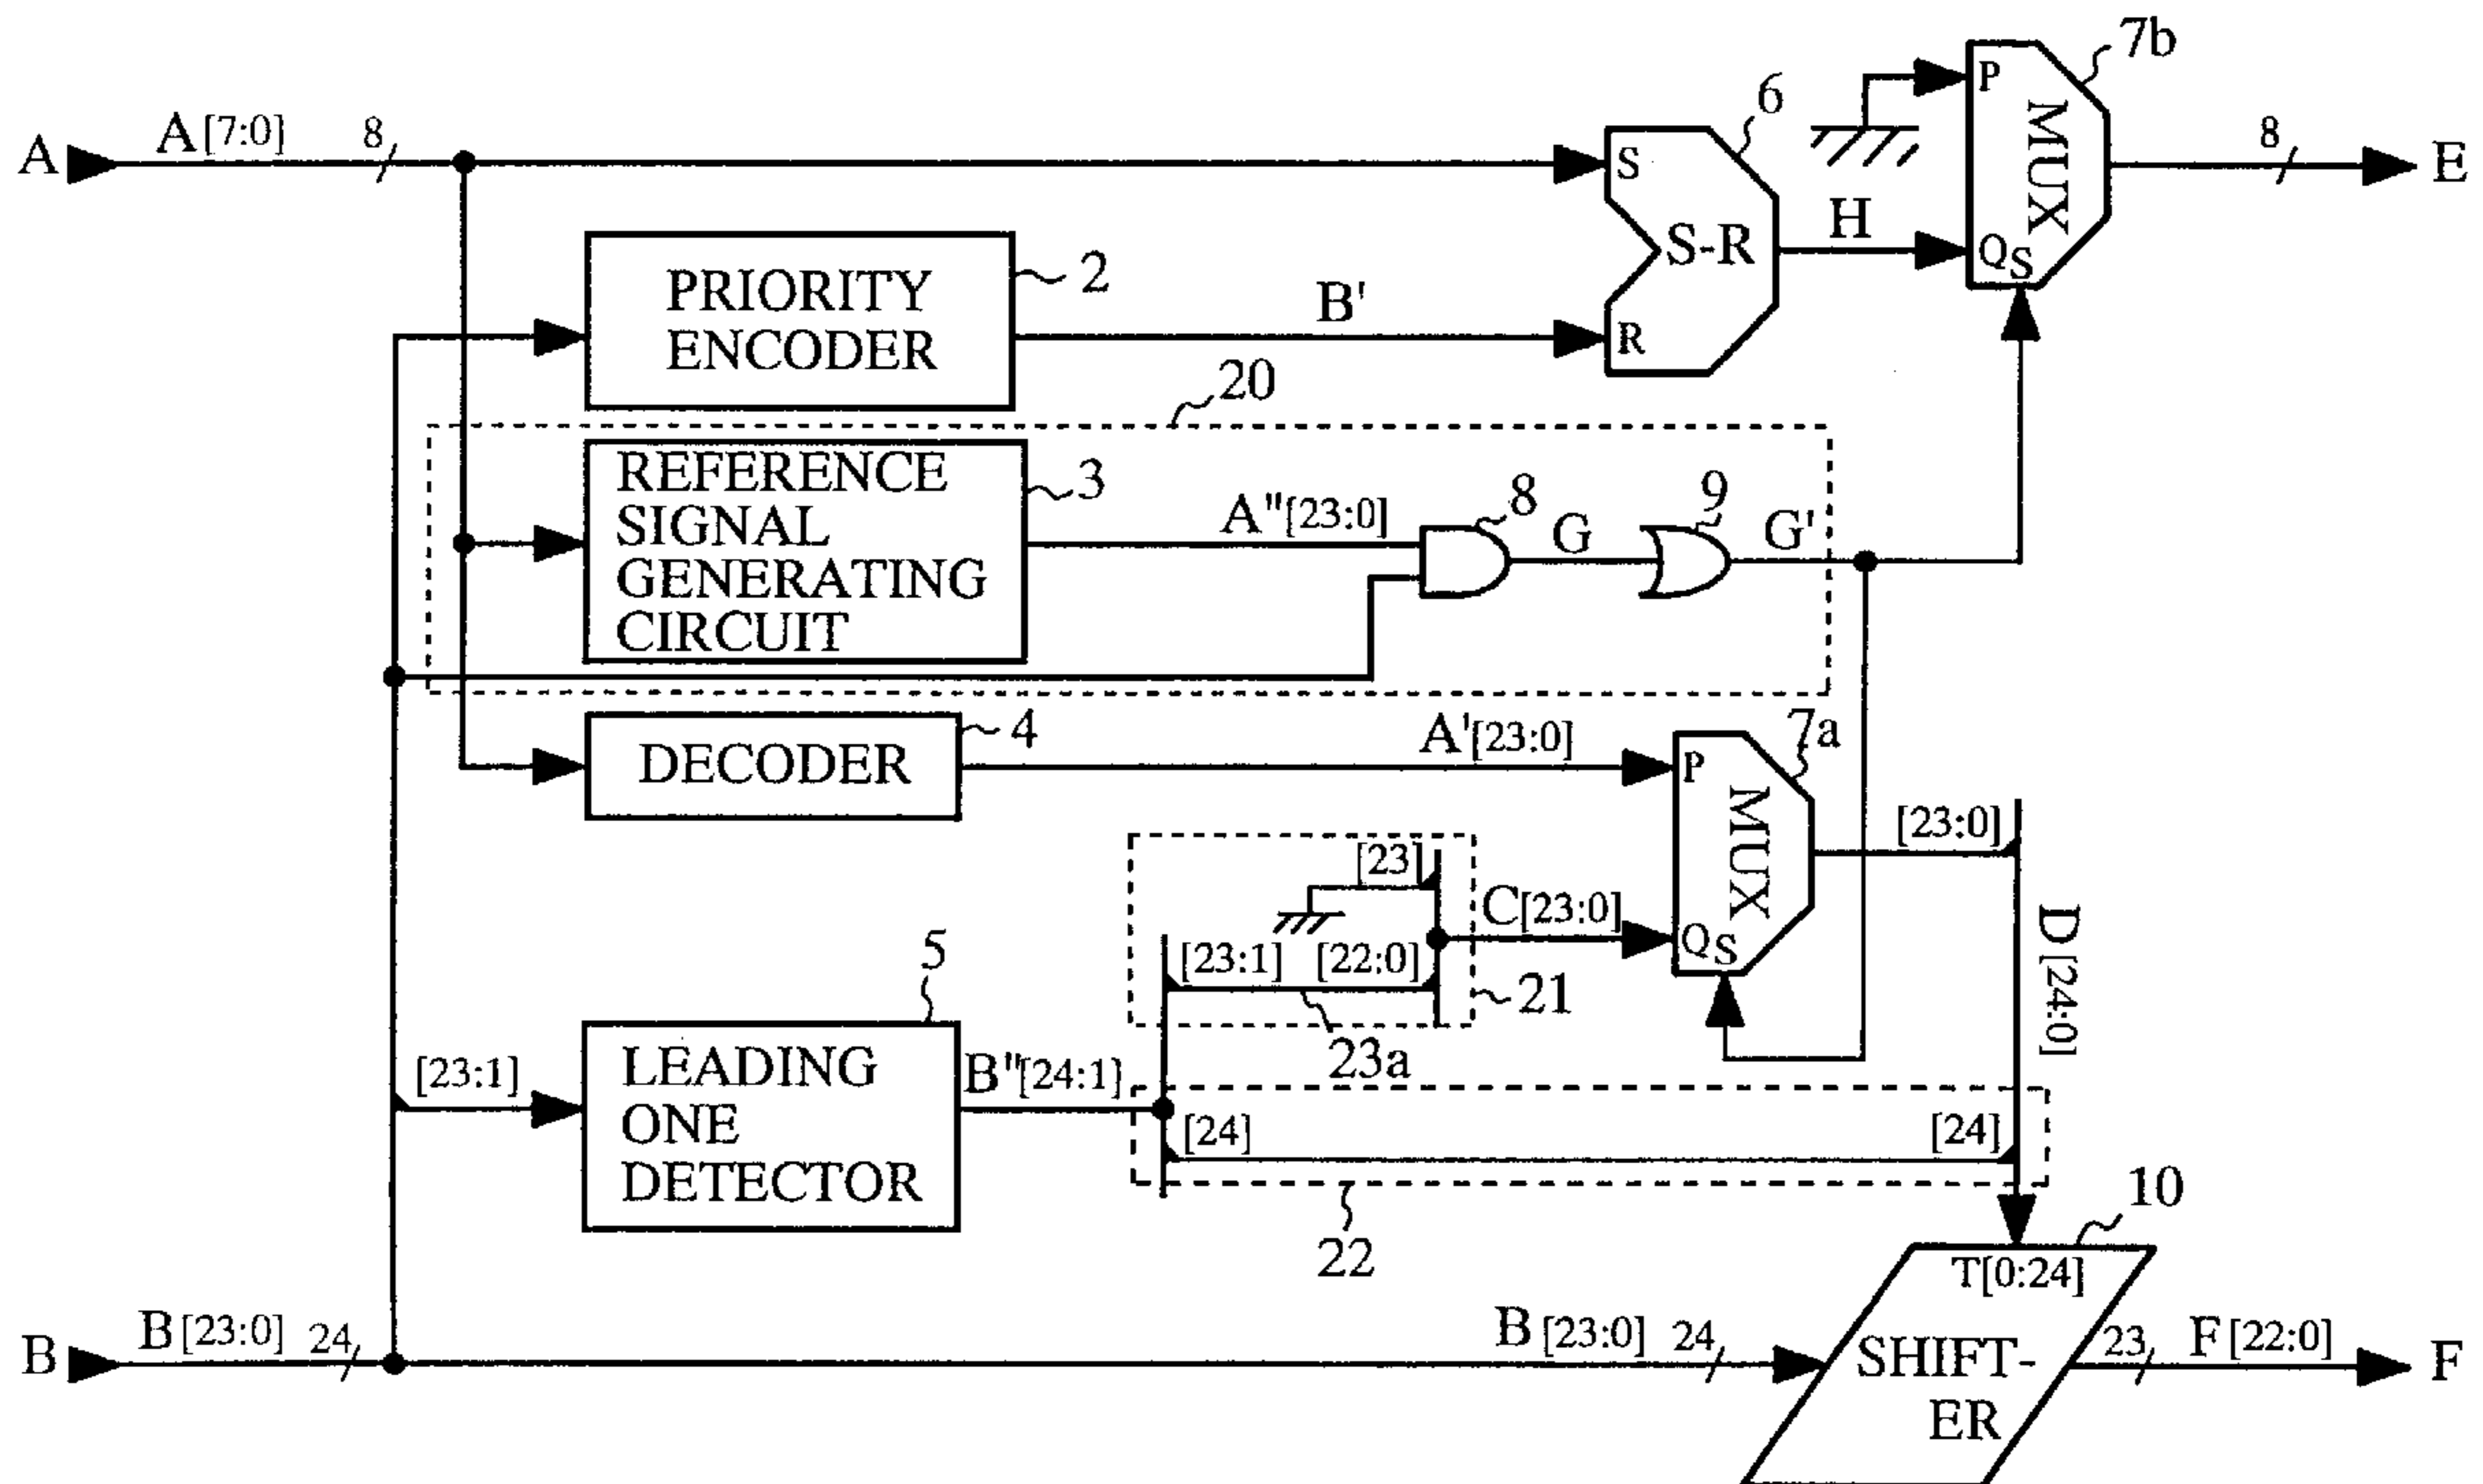 7b
P
MUX
Q S
6
A
A[7:0]
8
S
S-R
R
H
8
E
PRIORITY
ENCODER
2
B'
20
REFERENCE
SIGNAL
GENERATING
CIRCUIT
3
A"[23:0]
8
G
9
G'
DECODER
4
A'[23:0]
7a
P
MUX
Q S
[23:0]
[23]
C[23:0]
[23:1]
[22:0]
21
23a
D[24:0]
5
[23:1]
LEADING
ONE
DETECTOR
B"[24:1]
[24]
[24]
22
10
T[0:24]
B
B[23:0]
24
B[23:0]
24
SHIFT-
ER
23
F[22:0]
F